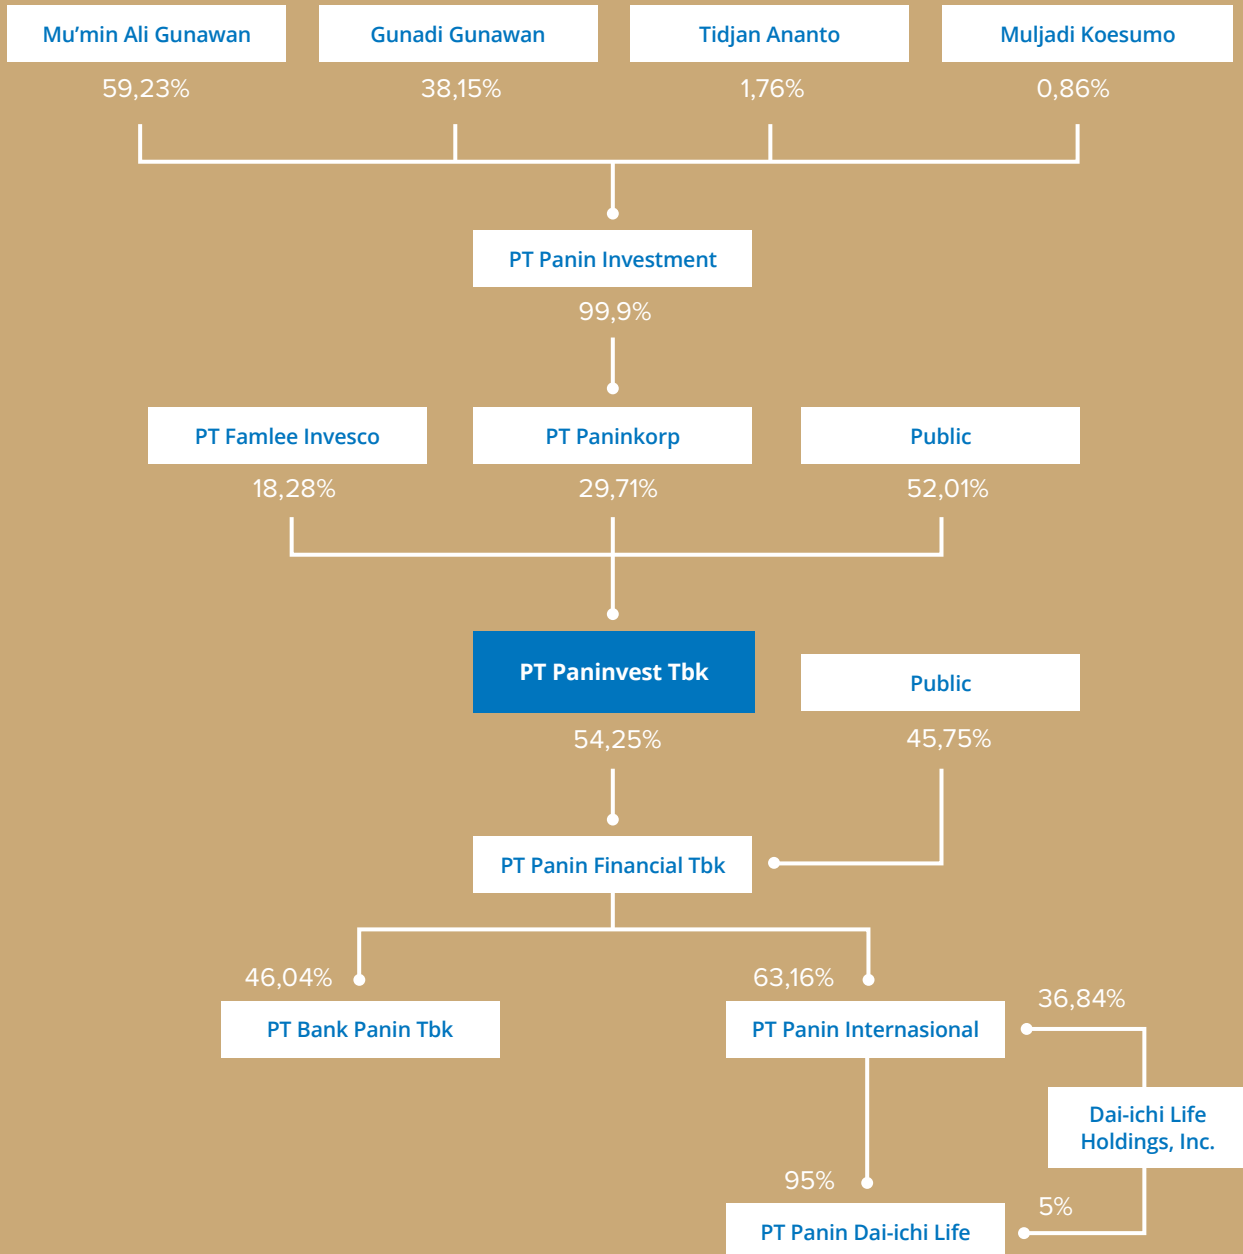 Mu’min Ali Gunawan
Gunadi Gunawan
Tidjan Ananto
Muljadi Koesumo
59,23%
38,15%
1,76%
0,86%
PT Panin Investment
99,9%
PT Famlee Invesco
PT Paninkorp
Public
18,28%
29,71%
52,01%
PT Paninvest Tbk
Public
54,25%
45,75%
PT Panin Financial Tbk
46,04%
63,16%
36,84%
PT Bank Panin Tbk
PT Panin Internasional
Dai-ichi Life
Holdings, Inc.
95%
5%
PT Panin Dai-ichi Life